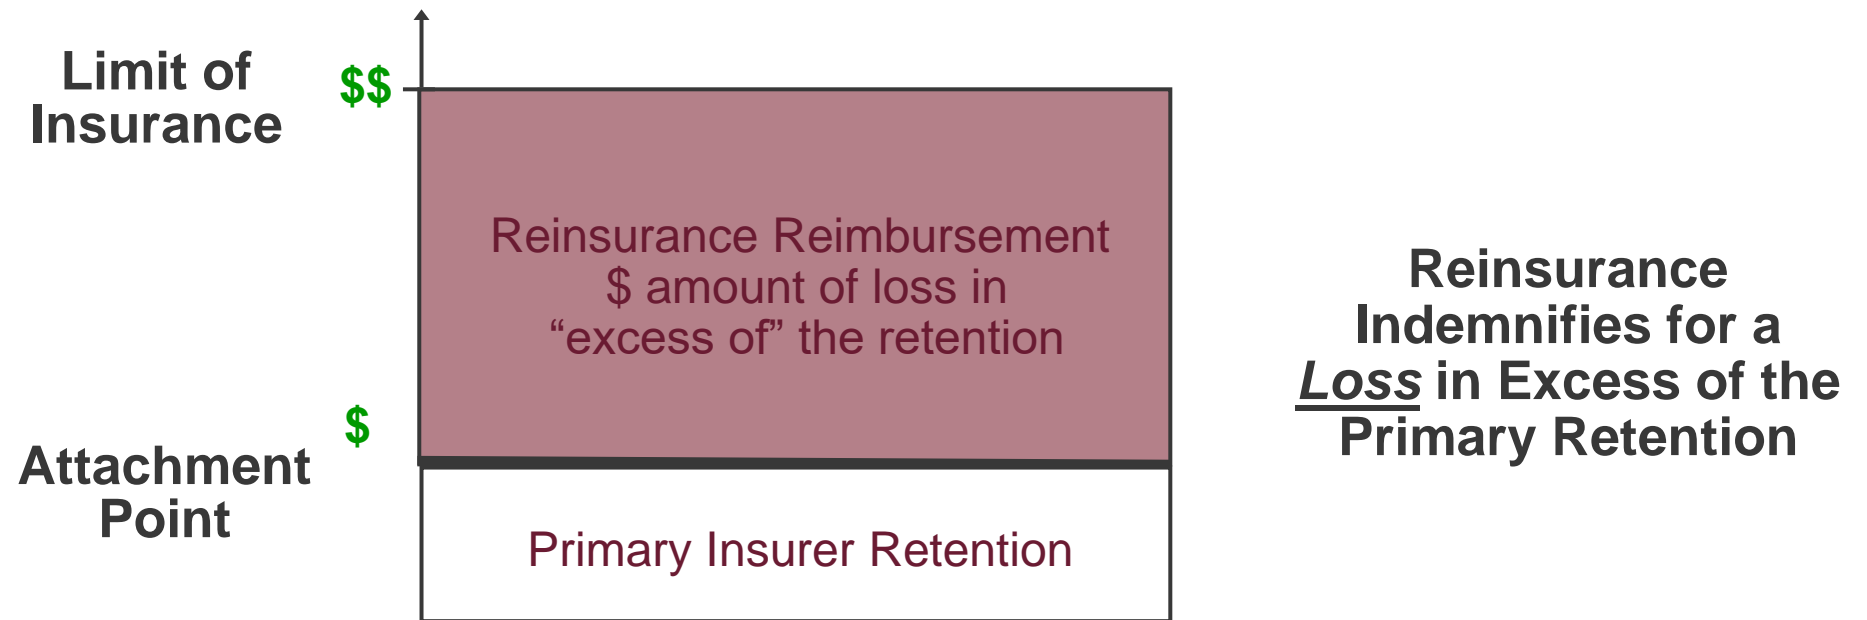 Limit of
Insurance
$$
Reinsurance Reimbursement
$ amount of loss in
“excess of” the retention
$
Attachment
Point
Primary Insurer Retention
Reinsurance
Indemnifies for a
Loss in Excess of the
Primary Retention